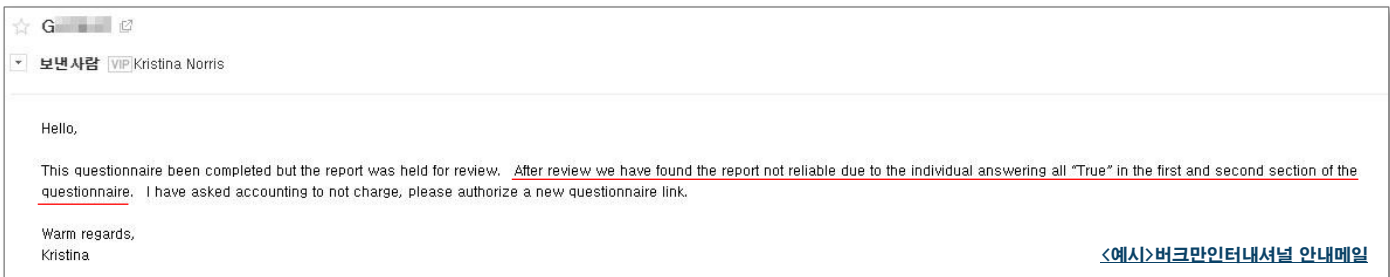 G
보낸사람 VIP Kristina Norris
Hello,
This questionnaire been completed but the report was held for review. After review we have found the report not reliable due to the individual answering all “True” in the first and second section of the
questionnaire. I have asked accounting to not charge, please authorize a new questionnaire link.
Warm regards,
Kristina
<예시>버크만인터내셔널 안내메일